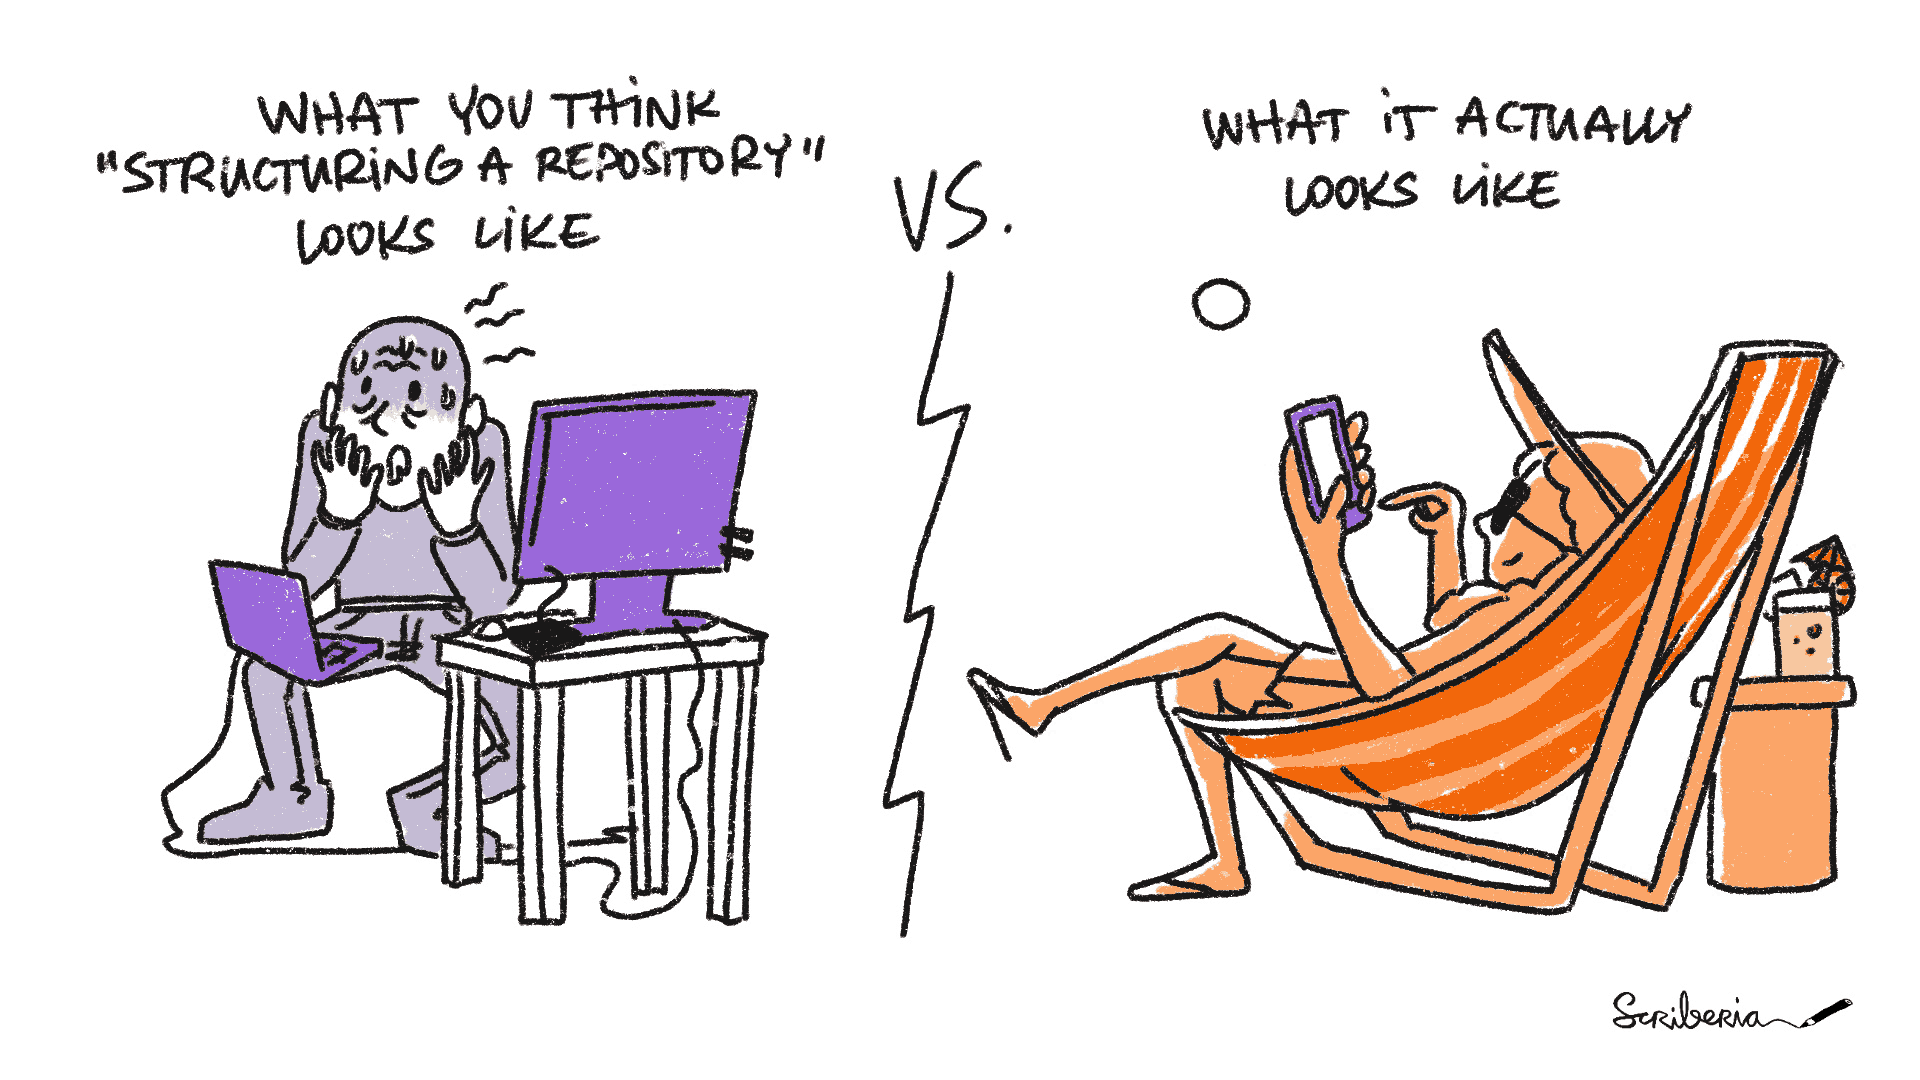 WHAT YOU THINK
"STRUCTURING A REPOSITORY"
LOOKS LIKE
VS.
WHAT IT ACTUALLY
LOOKS LIKE
Scriberia